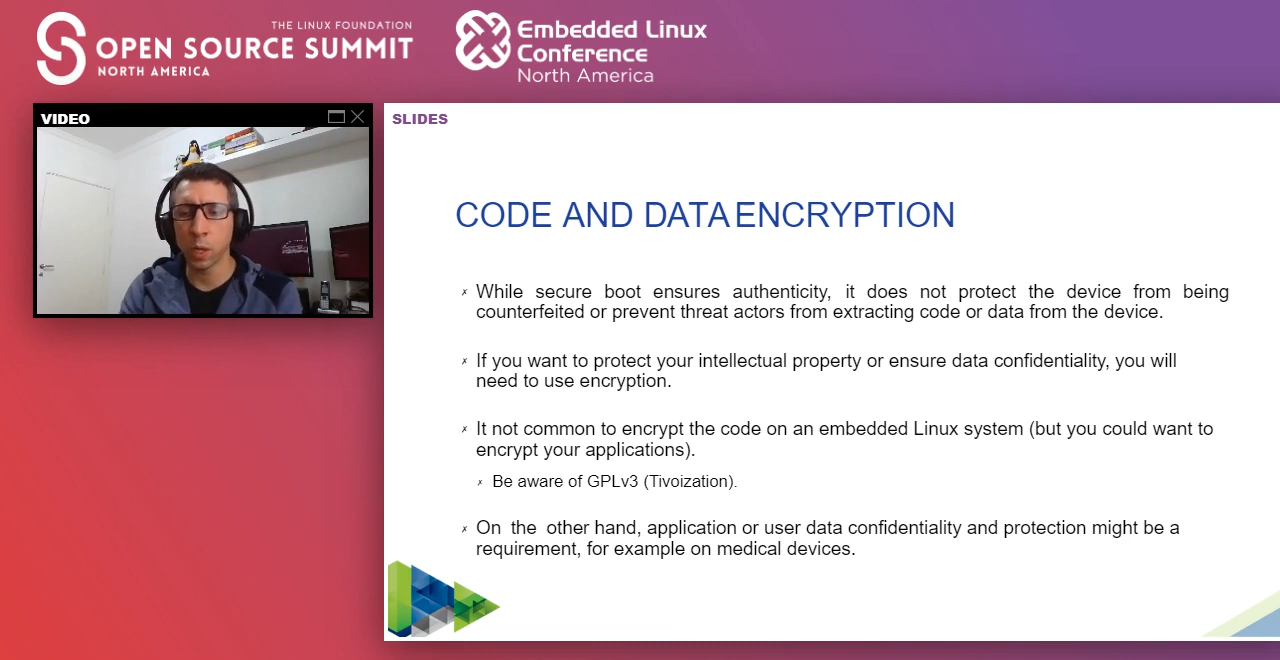 THE LINUX FOUNDATION
OPEN SOURCE SUMMIT
NORTH AMERICA
Embedded Linux
Conference
North America
VIDEO
SLIDES
CODE AND DATA ENCRYPTION
✗ While secure boot ensures authenticity, it does not protect the device from being
counterfeited or prevent threat actors from extracting code or data from the device.
✗ If you want to protect your intellectual property or ensure data confidentiality, you will
need to use encryption.
✗ It not common to encrypt the code on an embedded Linux system (but you could want to
encrypt your applications).
✗ Be aware of GPLv3 (Tivoization).
✗ On the other hand, application or user data confidentiality and protection might be a
requirement, for example on medical devices.